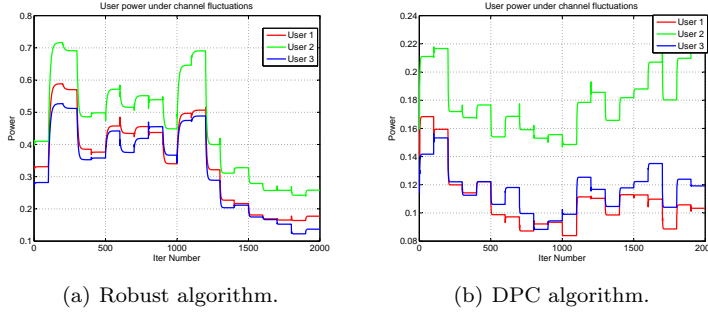 User power under channel fluctuations
0.8
0.7
0.6
0.5
0.4
0.3
0.2
0.1
Power
0
500
1000
1500
2000
Iter Number
User 1
User 2
User 3
(a) Robust algorithm.
User power under channel fluctuations
0.24
0.22
0.2
0.18
0.16
0.14
0.12
0.1
0.08
Power
0
500
1000
1500
2000
Iter Number
User 1
User 2
User 3
(b) DPC algorithm.